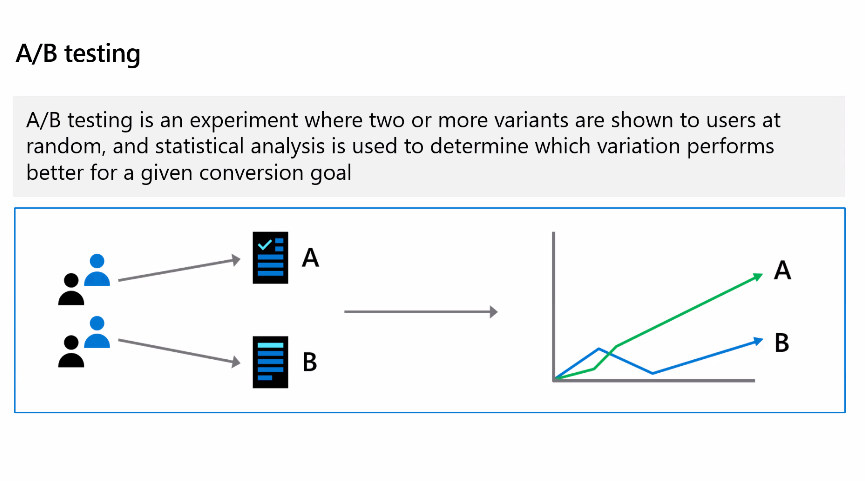 A/B testing
A/B testing is an experiment where two or more variants are shown to users at
random, and statistical analysis is used to determine which variation performs
better for a given conversion goal
A
B
A
B